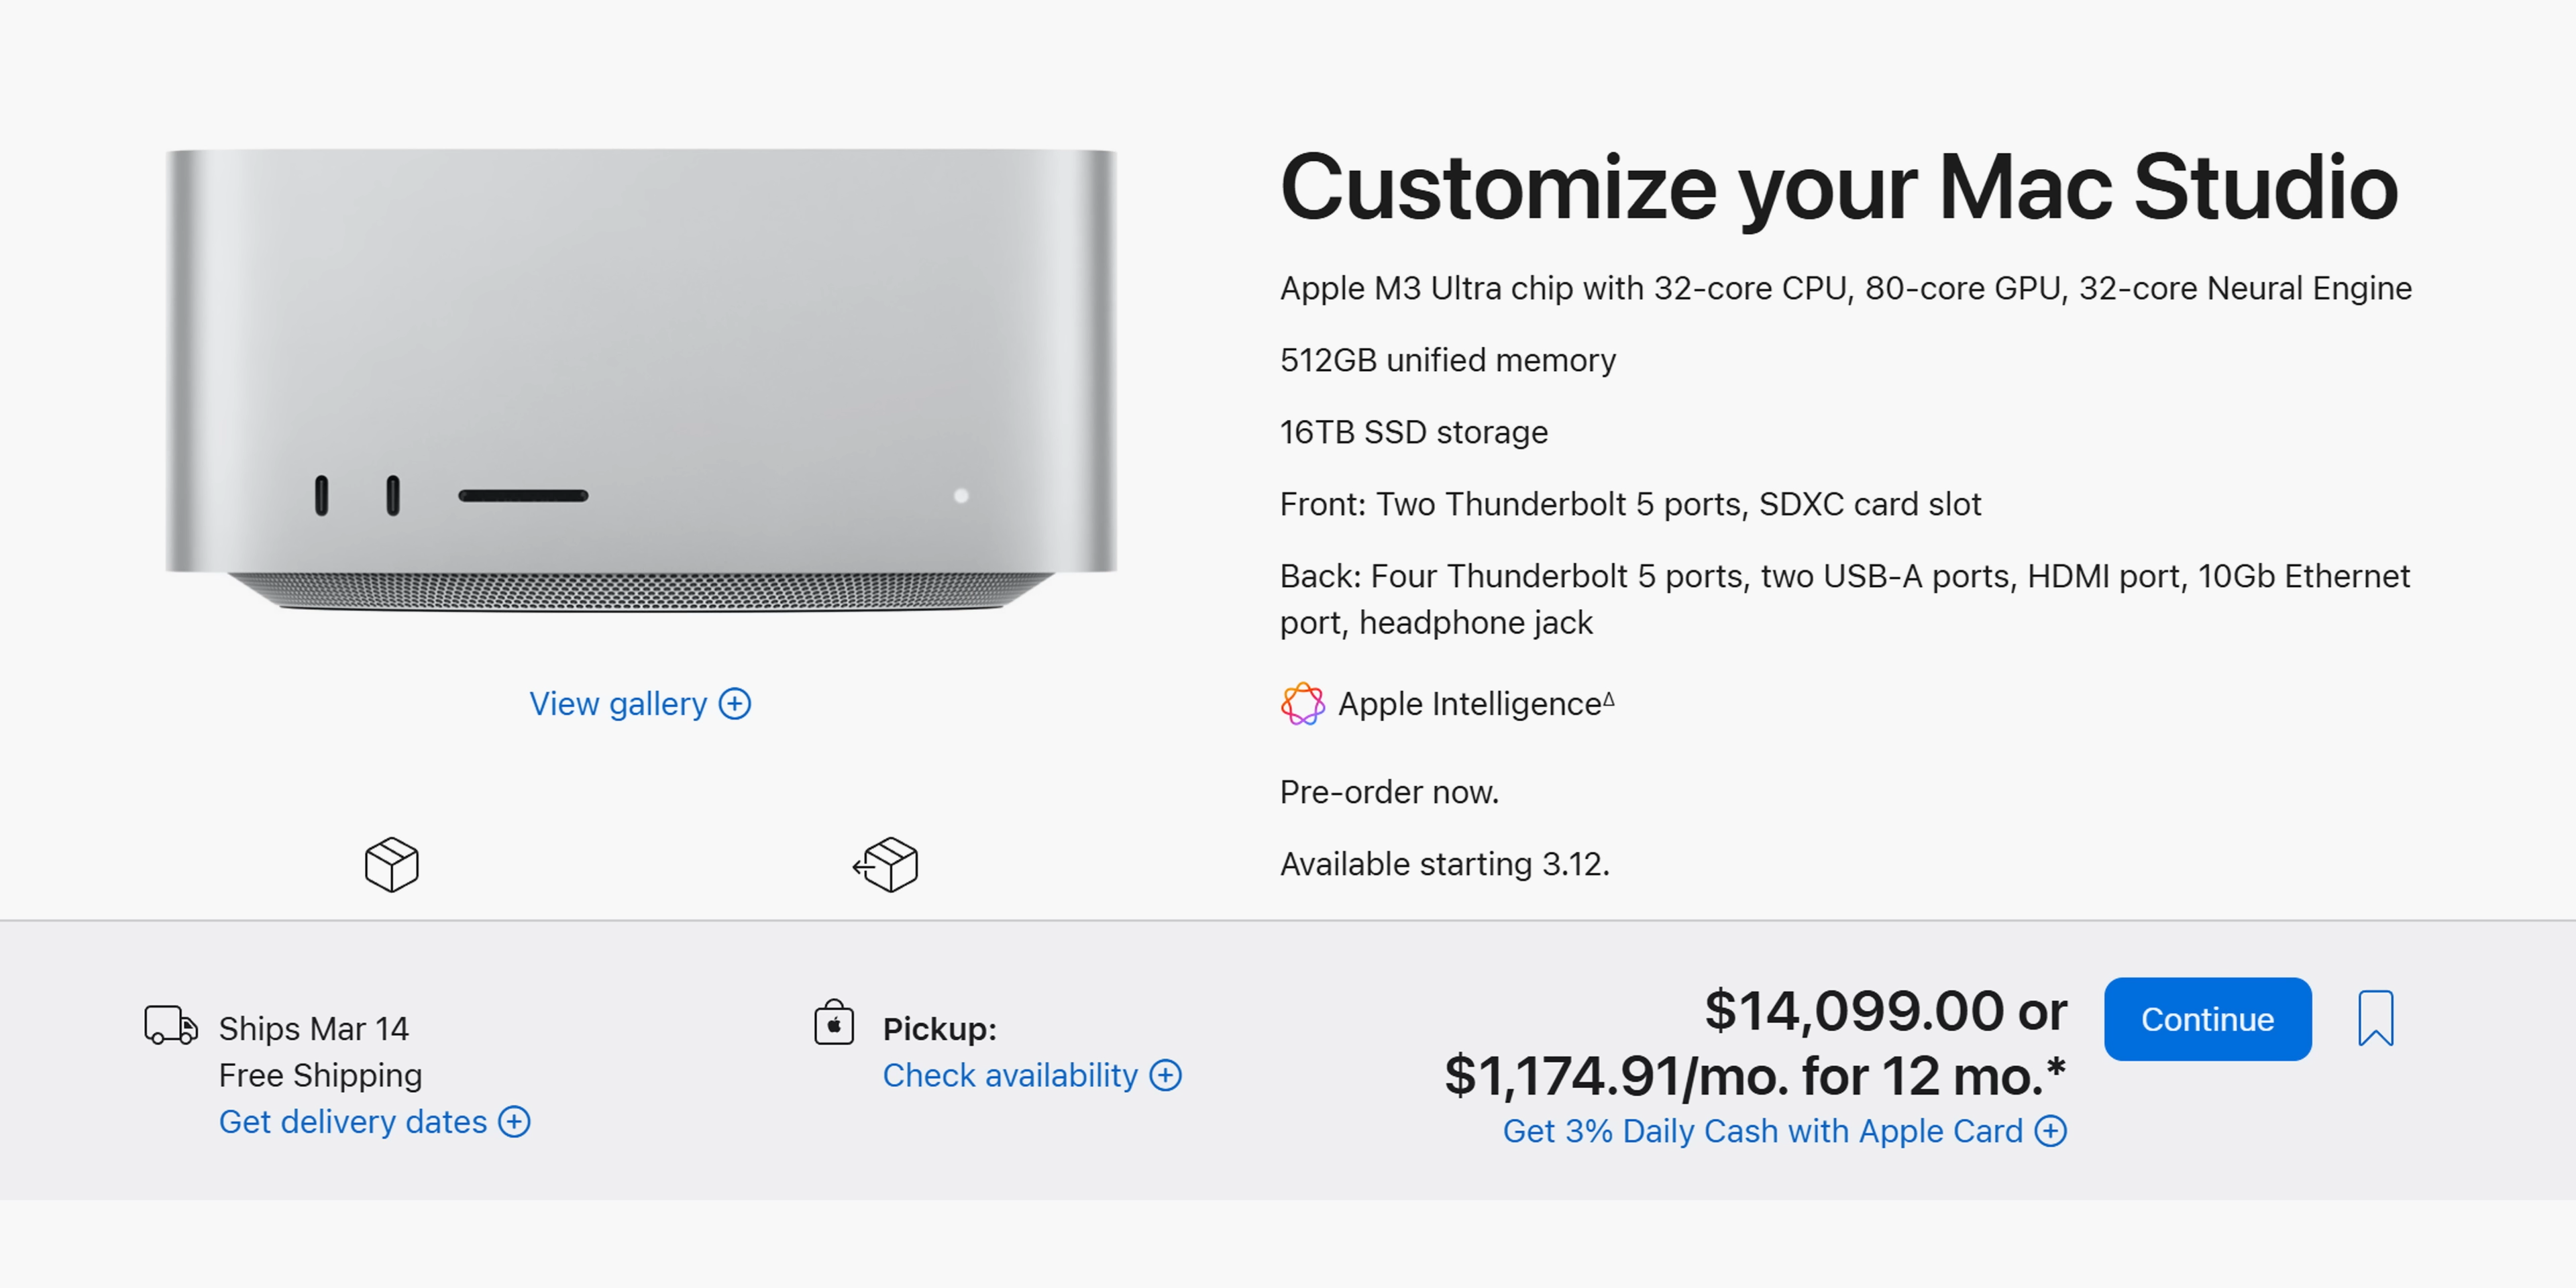 Customize your Mac Studio
Apple M3 Ultra chip with 32-core CPU, 80-core GPU, 32-core Neural Engine
512GB unified memory
16TB SSD storage
Front: Two Thunderbolt 5 ports, SDXC card slot
Back: Four Thunderbolt 5 ports, two USB-A ports, HDMI port, 10Gb Ethernet
port, headphone jack
Apple IntelligenceΔ
Pre-order now.
Available starting 3.12.
View gallery
Ships Mar 14
Free Shipping
Get delivery dates
Pickup:
Check availability
$14,099.00 or
$1,174.91/mo. for 12 mo.*
Get 3% Daily Cash with Apple Card
Continue